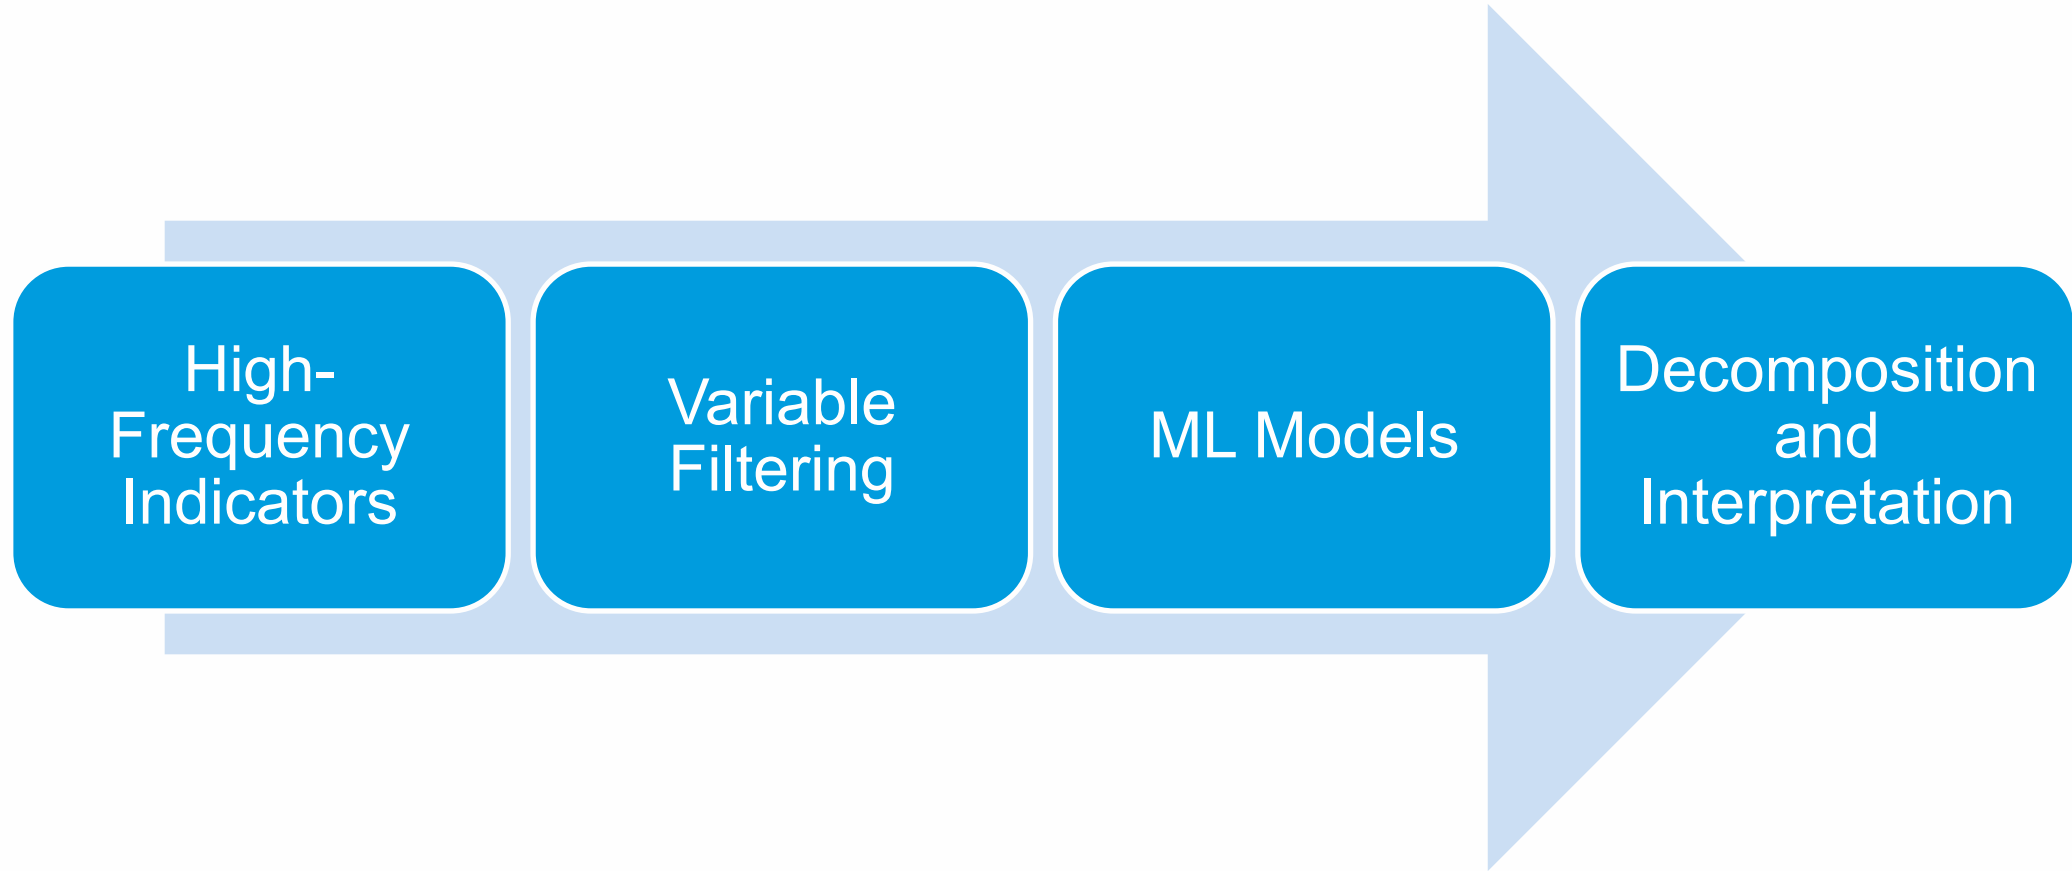 High-
Frequency
Indicators
Variable
Filtering
ML Models
Decomposition
and
Interpretation